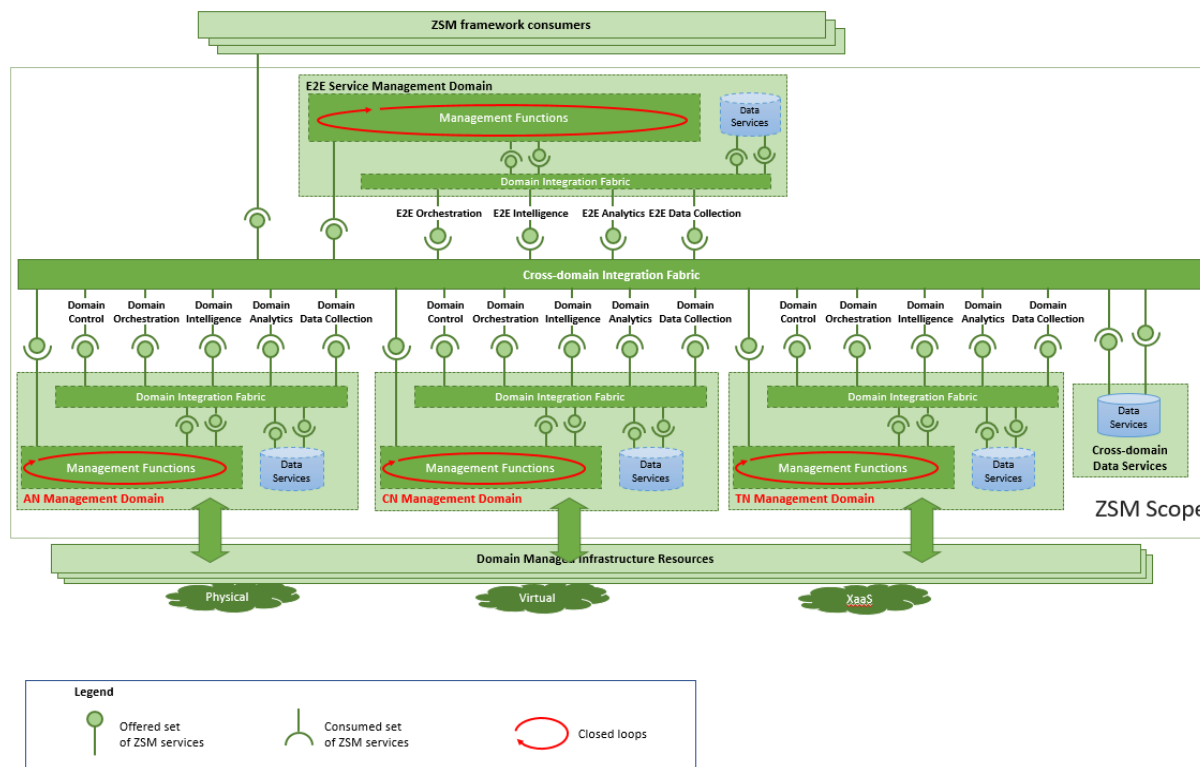 ZSM framework consumers
E2E Service Management Domain
Management Functions
Data
Services
Domain Integration Fabric
E2E Orchestration
E2E Intelligence
E2E Analytics
E2E Data Collection
Cross-domain Integration Fabric
Domain
Control
Domain
Orchestration
Domain
Intelligence
Domain
Analytics
Domain
Data Collection
Domain
Control
Domain
Orchestration
Domain
Intelligence
Domain
Analytics
Domain
Data Collection
Domain
Control
Domain
Orchestration
Domain
Intelligence
Domain
Analytics
Domain
Data Collection
Domain Integration Fabric
Management Functions
Data
Services
AN Management Domain
Domain Integration Fabric
Management Functions
Data
Services
CN Management Domain
Domain Integration Fabric
Management Functions
Data
Services
TN Management Domain
Data
Services
Cross-domain
Data Services
ZSM Scope
Domain Managed Infrastructure Resources
Physical
Virtual
XaaS
Legend
Offered set
of ZSM services
Consumed set
of ZSM services
Closed loops